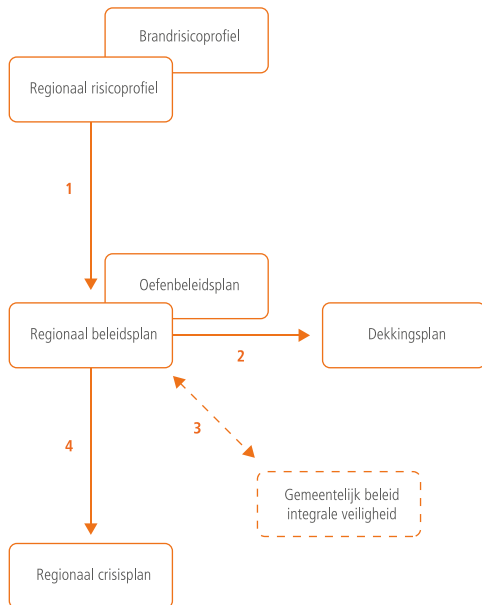 Brandrisicoprofiel
Regionaal risicoprofiel
1
Oefenbeleidsplan
Regionaal beleidsplan
Dekkingsplan
2
3
4
Gemeentelijk beleid
integrale veiligheid
Regionaal crisisplan